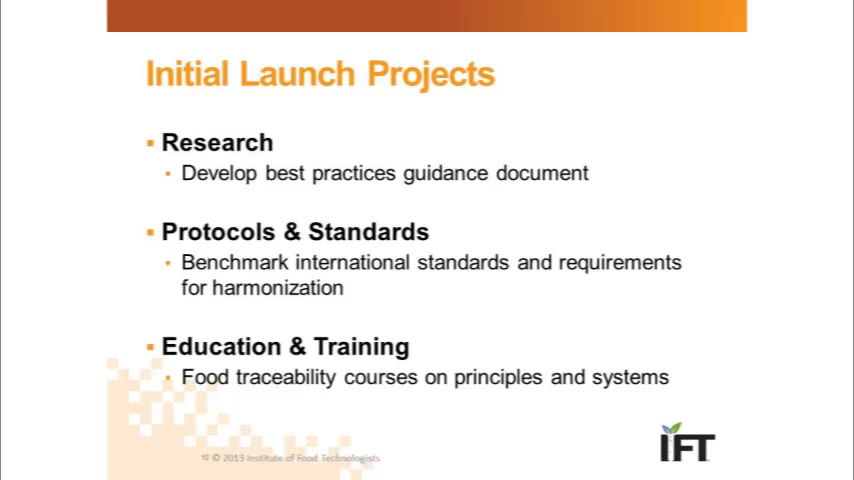 Initial Launch Projects
Research
Develop best practices guidance document
Protocols & Standards
Benchmark international standards and requirements
for harmonization
Education & Training
Food traceability courses on principles and systems
10 © 2013 Institute of Food Technologists
IFT